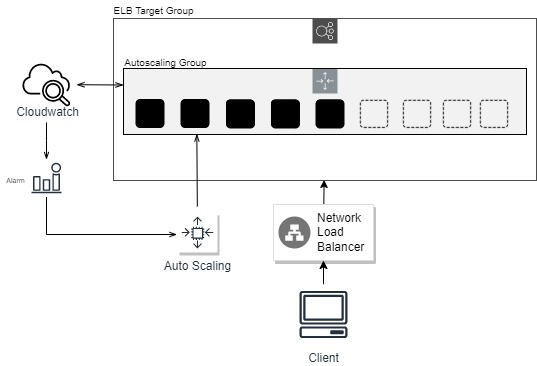 ELB Target Group
Autoscaling Group
Cloudwatch
Alarm
Auto Scaling
Network
Load
Balancer
Client